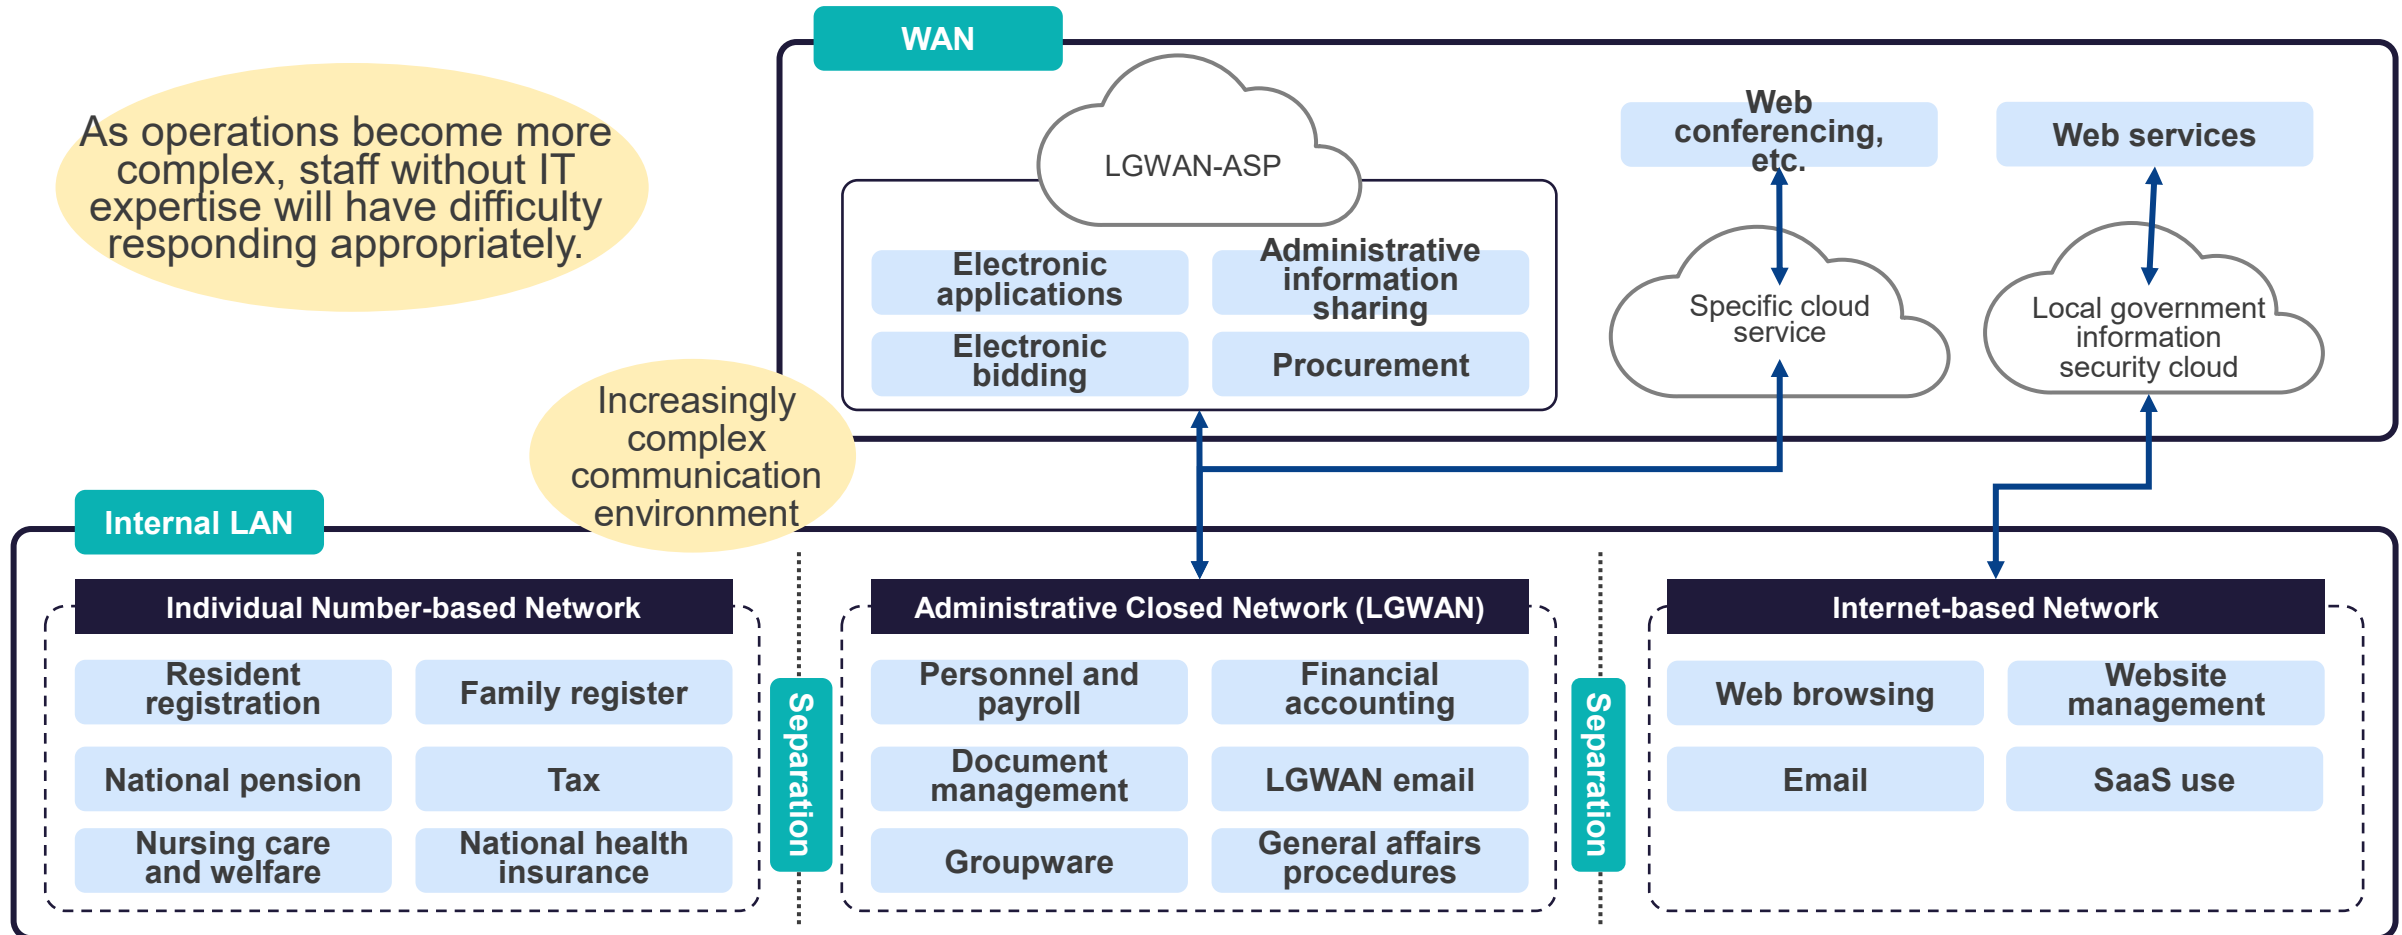 WAN
As operations become more
complex, staff without IT
expertise will have difficulty
responding appropriately.
LGWAN-ASP
Web
conferencing,
etc.
Web services
Electronic
applications
Administrative
information
sharing
Electronic
bidding
Procurement
Specific cloud
service
Local government
information
security cloud
Increasingly
complex
communication
environment
Internal LAN
Individual Number-based Network
Resident
registration
Family register
National pension
Tax
Nursing care
and welfare
National health
insurance
Separation
Administrative Closed Network (LGWAN)
Personnel and
payroll
Financial
accounting
Document
management
LGWAN email
Groupware
General affairs
procedures
Separation
Internet-based Network
Web browsing
Website
management
Email
SaaS use